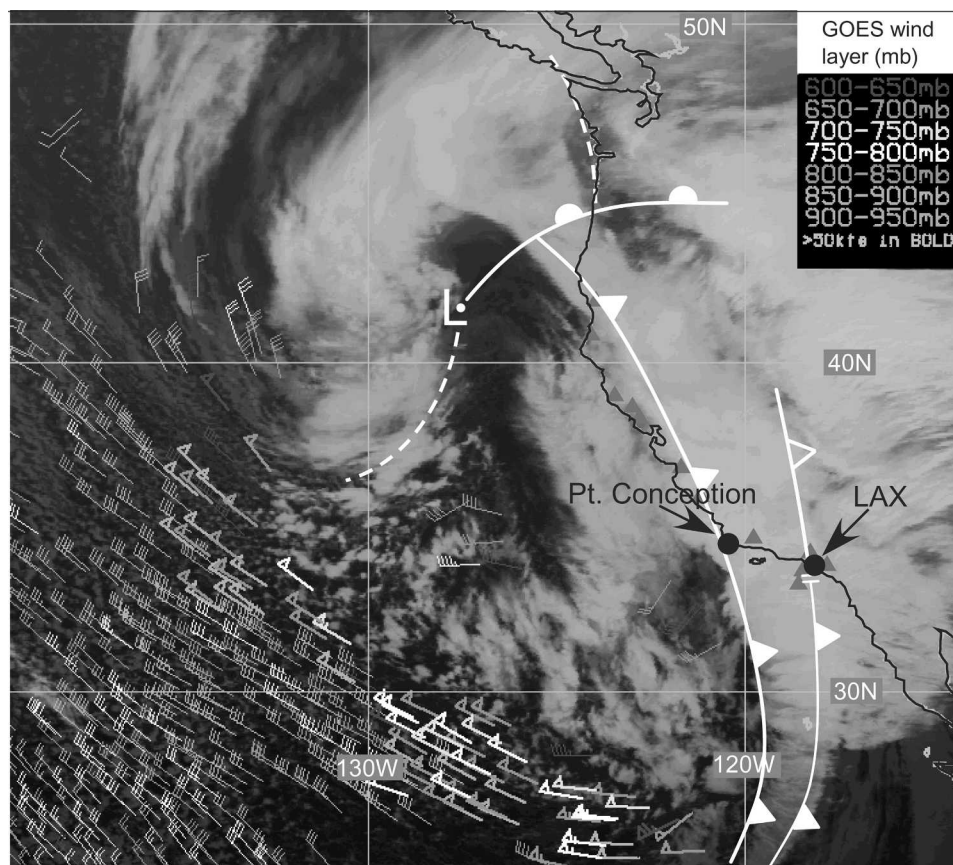 50N
GOES wind
layer (mb)
600-650mb
650-700mb
700-750mb
750-800mb
800-850mb
850-900mb
900-950mb
>50kts in BOLD
L
40N
Pt. Conception
LAX
30N
130W
120W